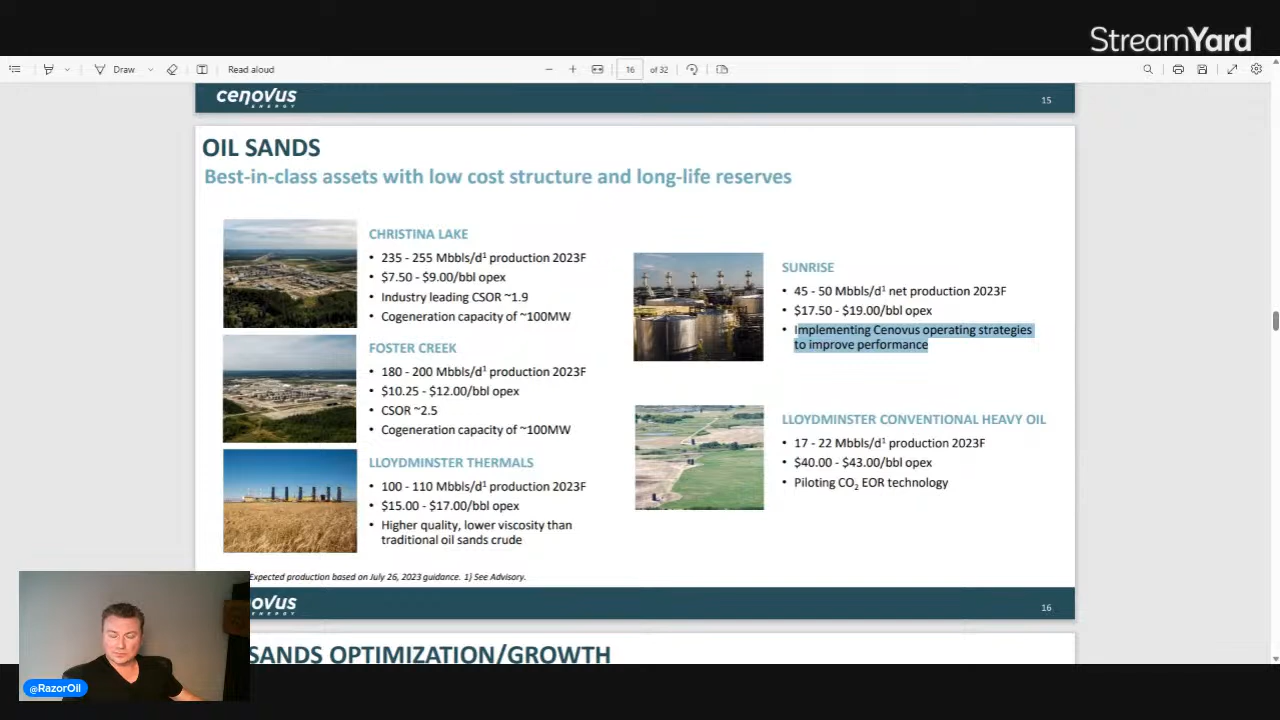 StreamYard
Draw
Read aloud
16
of 32
cenovus
ENERGY
15
OIL SANDS
Best-in-class assets with low cost structure and long-life reserves
CHRISTINA LAKE
• 235 - 255 Mbbls/d¹ production 2023F
• $7.50 - $9.00/bbl opex
• Industry leading CSOR ~1.9
• Cogeneration capacity of ~100MW
FOSTER CREEK
• 180 - 200 Mbbls/d¹ production 2023F
• $10.25 - $12.00/bbl opex
• CSOR ~2.5
• Cogeneration capacity of ~100MW
LLOYDMINSTER THERMALS
• 100 - 110 Mbbls/d¹ production 2023F
• $15.00 - $17.00/bbl opex
• Higher quality, lower viscosity than
traditional oil sands crude
SUNRISE
• 45 - 50 Mbbls/d¹ net production 2023F
• $17.50 - $19.00/bbl opex
• Implementing Cenovus operating strategies
to improve performance
LLOYDMINSTER CONVENTIONAL HEAVY OIL
• 17 - 22 Mbbls/d¹ production 2023F
• $40.00 - $43.00/bbl opex
• Piloting CO₂ EOR technology
Expected production based on July 26, 2023 guidance. 1) See Advisory.
ovus
ENERGY
16
SANDS OPTIMIZATION/GROWTH
@RazorOil